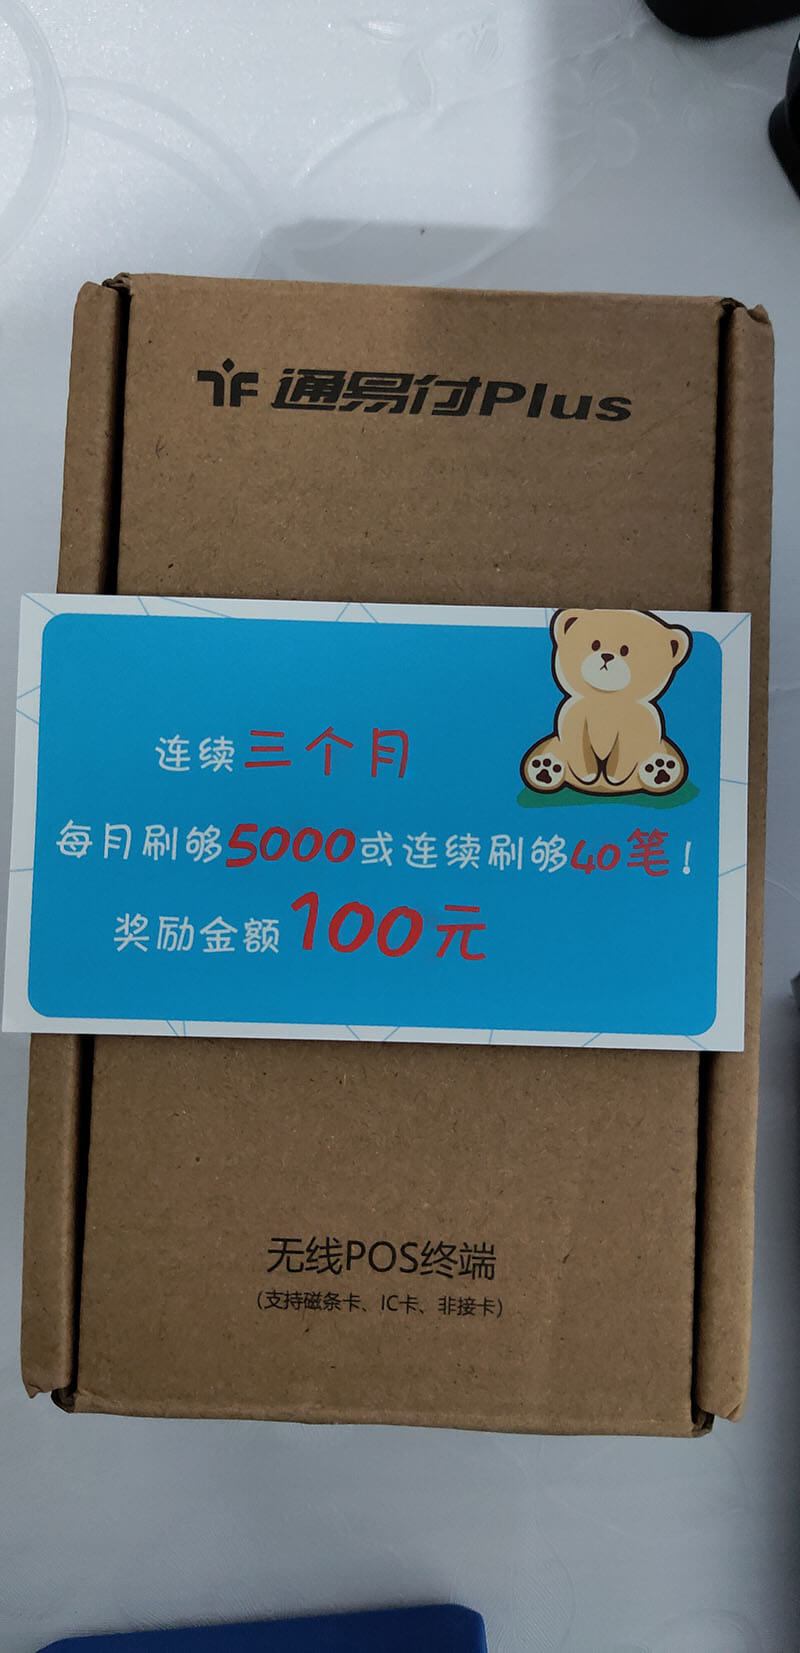 通易付Plus
连续三个月
每月刷够5000或连续刷够40笔!
奖励金额100元
无线POS终端
(支持磁条卡、IC卡、非接卡)